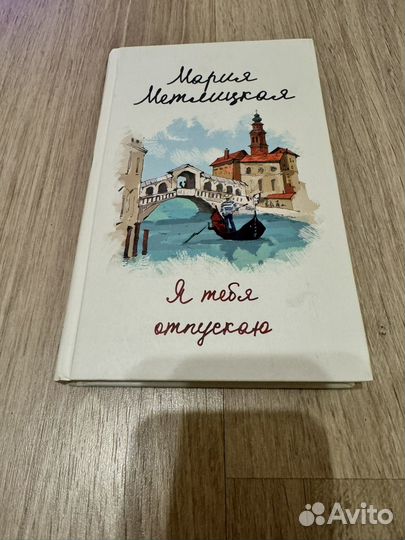 Мария
Метлицкая
Я тебя
отпускаю
Avito